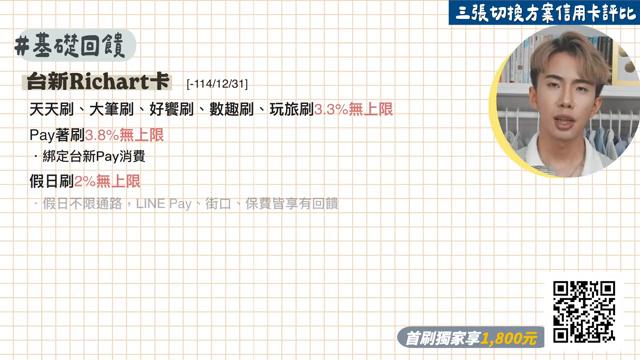 三張切換方案信用卡評比
#基礎回饋
台新Richart卡 [-114/12/31]
天天刷、大筆刷、好饗刷、數趣刷、玩旅刷3.3%無上限
Pay著刷3.8%無上限
．綁定台新Pay消費
假日刷2%無上限
．假日不限通路，LINE Pay、街口、保費皆享有回饋
首刷獨家享1,800元